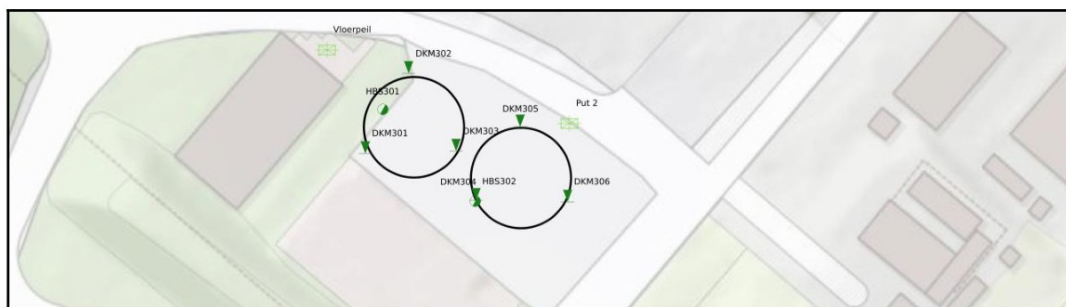 Vloerpeil
DKM302
HBS301
DKM305
Put 2
DKM301
DKM303
DKM304
HBS302
DKM306